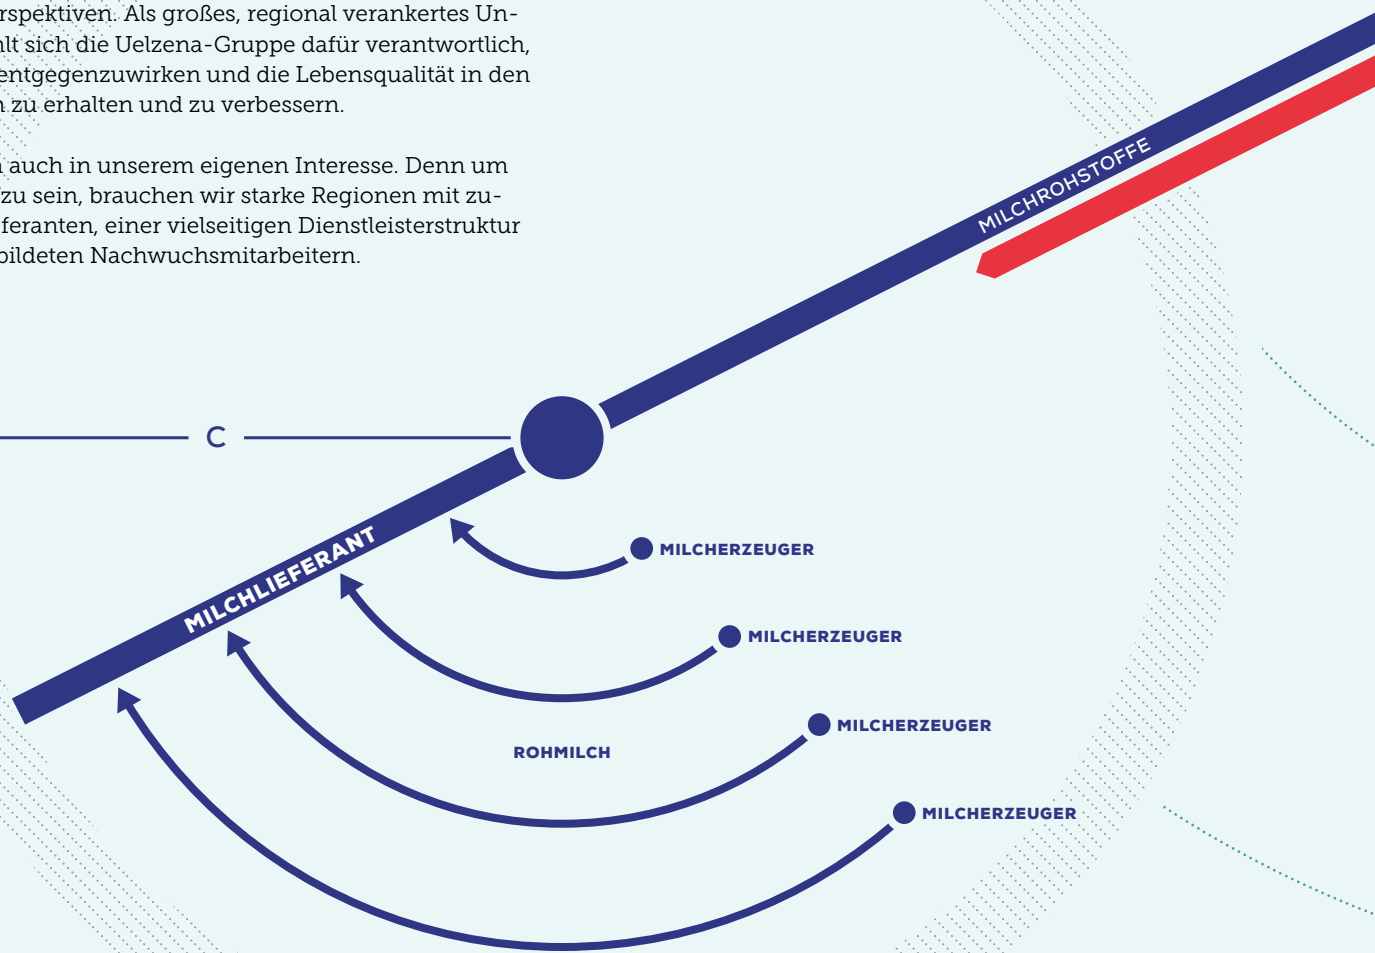 rspektiven. Als großes, regional verankertes Un-
hlt sich die Uelzena-Gruppe dafür verantwortlich,
entgegenzuwirken und die Lebensqualität in den
n zu erhalten und zu verbessern.
auch in unserem eigenen Interesse. Denn um
zu sein, brauchen wir starke Regionen mit zu-
feranten, einer vielseitigen Dienstleisterstruktur
bildeten Nachwuchsmitarbeitern.
MILCHROHSTOFFE
C
MILCHLIEFERANT
MILCHERZEUGER
MILCHERZEUGER
MILCHERZEUGER
ROHMILCH
MILCHERZEUGER